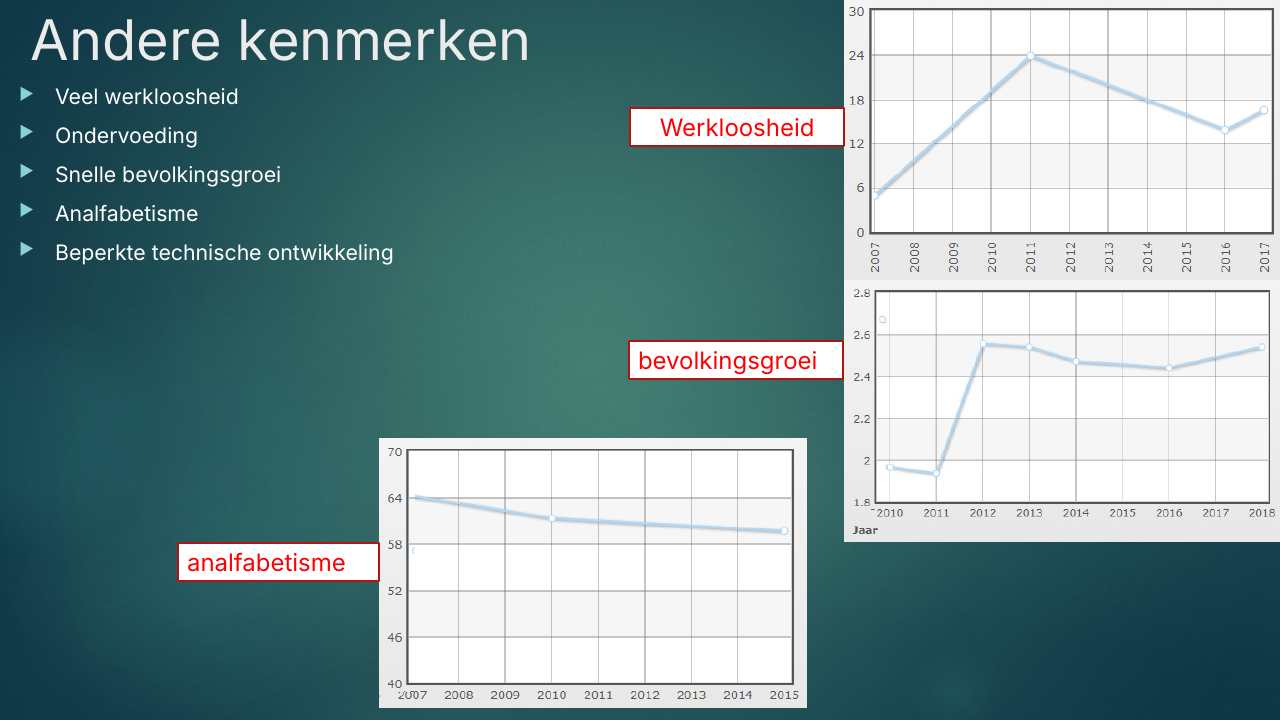 Andere kenmerken
Veel werkloosheid
Ondervoeding
Snelle bevolkingsgroei
Analfabetisme
Beperkte technische ontwikkeling
Werkloosheid
30
24
18
12
6
0
2007 2008 2009 2010 2011 2012 2013 2014 2015 2016 2017
bevolkingsgroei
2.8
2.6
2.4
2.2
2
1.8
2010 2011 2012 2013 2014 2015 2016 2017 2018
Jaar
analfabetisme
70
64
58
52
46
40
2007 2008 2009 2010 2011 2012 2013 2014 2015